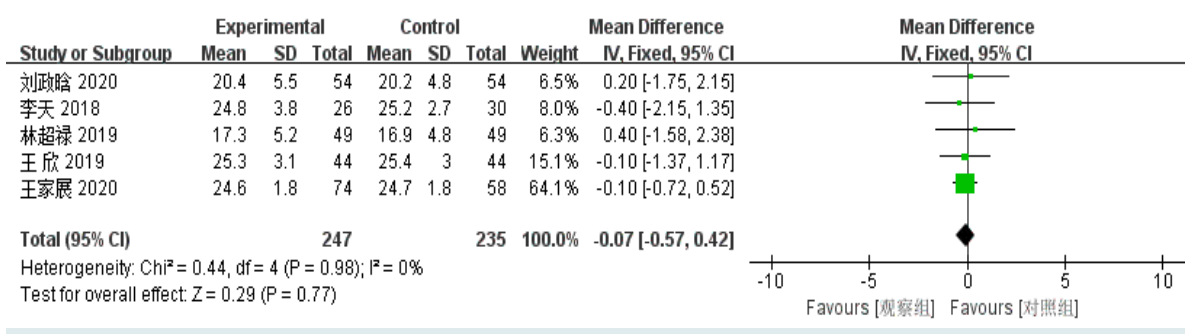 Experimental Control Mean Difference Mean Difference
Study or Subgroup Mean SD Total Mean SD Total Weight IV, Fixed, 95% CI IV, Fixed, 95% CI
刘政晗 2020 20.4 5.5 54 20.2 4.8 54 6.5% 0.20 [-1.75, 2.15]
李天 2018 24.8 3.8 26 25.2 2.7 30 8.0% -0.40 [-2.15, 1.35]
林超禄 2019 17.3 5.2 49 16.9 4.8 49 6.3% 0.40 [-1.58, 2.38]
王 欣 2019 25.3 3.1 44 25.4 3 44 15.1% -0.10 [-1.37, 1.17]
王家展 2020 24.6 1.8 74 24.7 1.8 58 64.1% -0.10 [-0.72, 0.52]
Total (95% CI) 247 235 100.0% -0.07 [-0.57, 0.42]
Heterogeneity: Chi² = 0.44, df = 4 (P = 0.98); I² = 0%
Test for overall effect: Z = 0.29 (P = 0.77)
-10 -5 0 5 10
Favours [观察组] Favours [对照组]